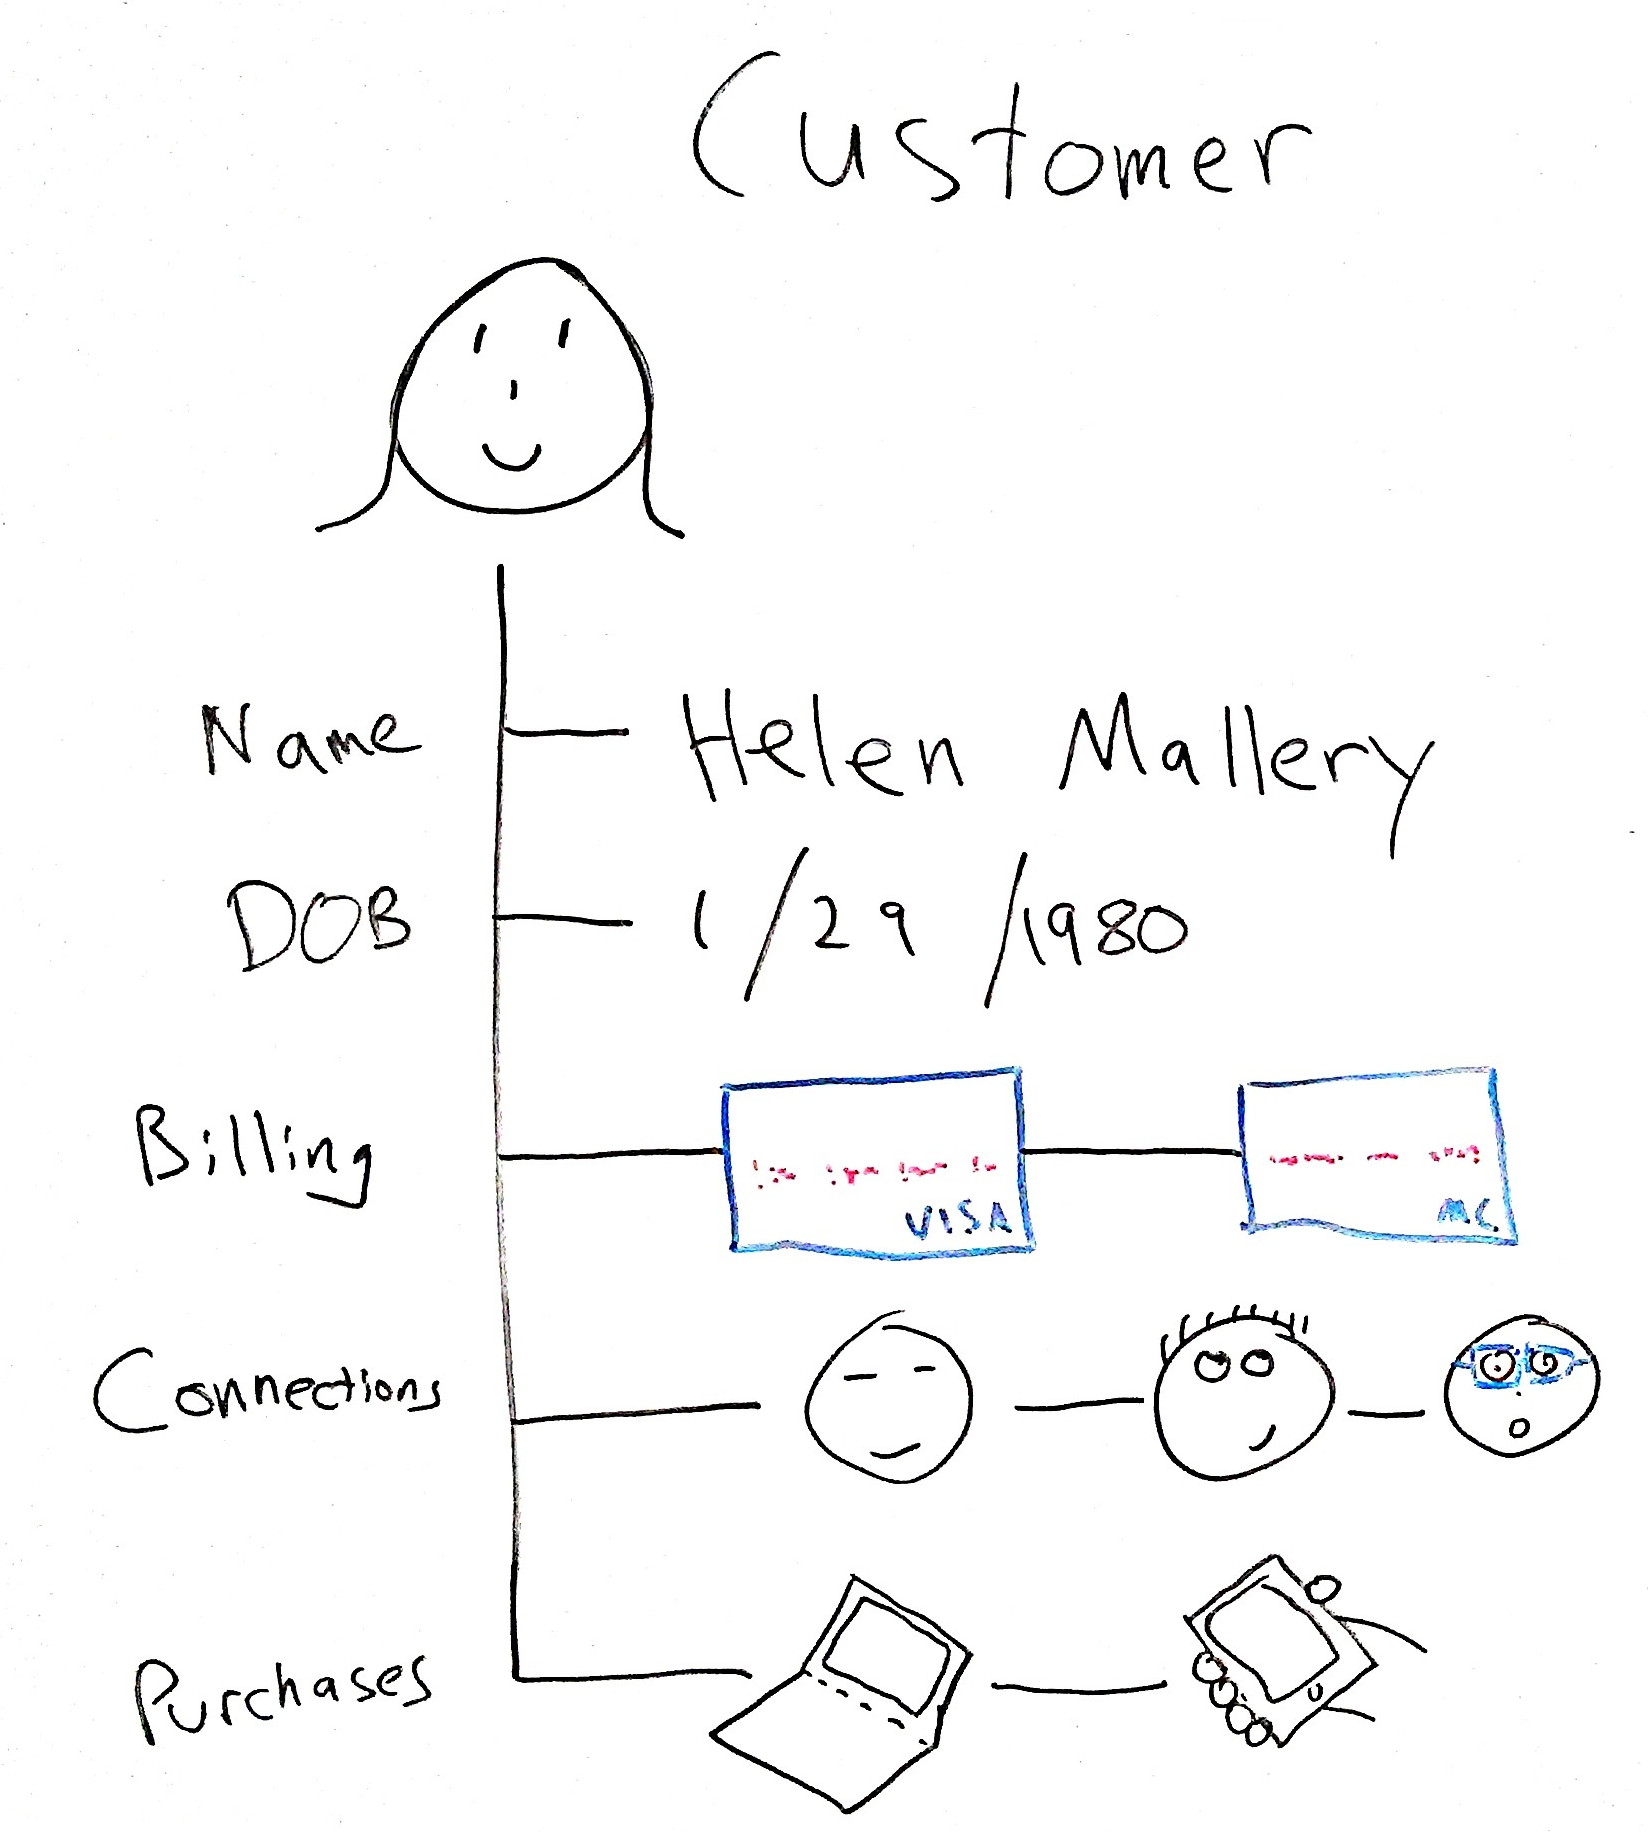 Customer
Name Helen Mallery
DOB 1/29/1980
Billing VISA MC
Connections
Purchases